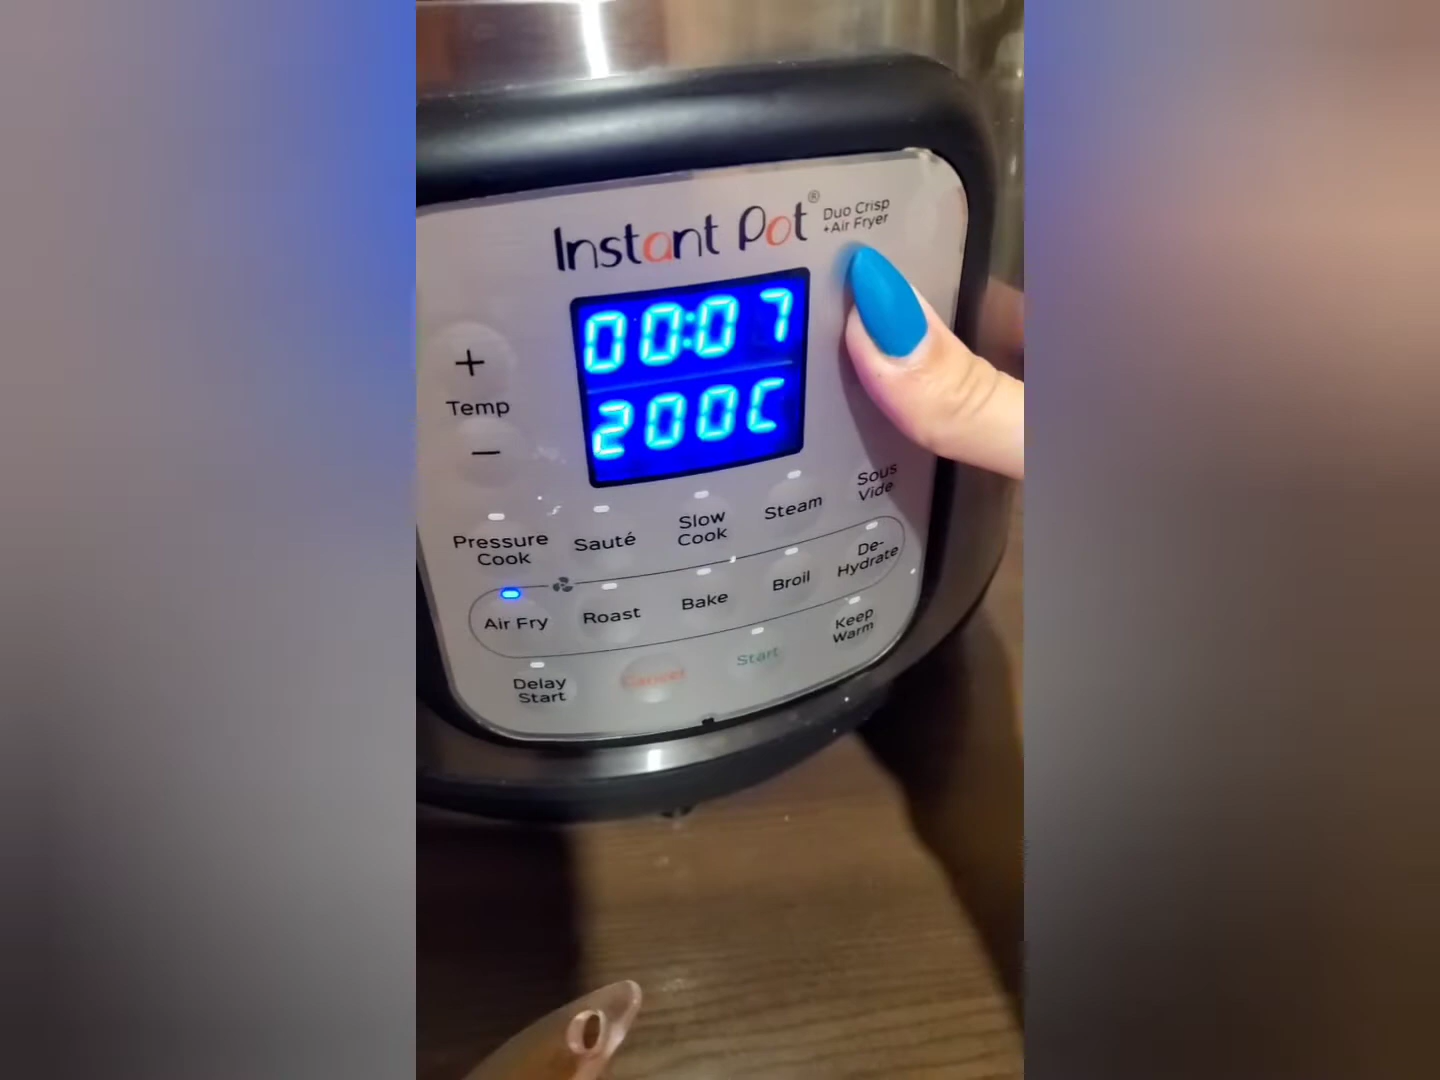 Instant Pot®
Duo Crisp
+Air Fryer
00:07
200C
+
Temp
−
Pressure
Cook
Sauté
Slow
Cook
Steam
Sous
Vide
Air Fry
Roast
Bake
Broil
De-
Hydrate
Delay
Start
Cancel
Start
Keep
Warm